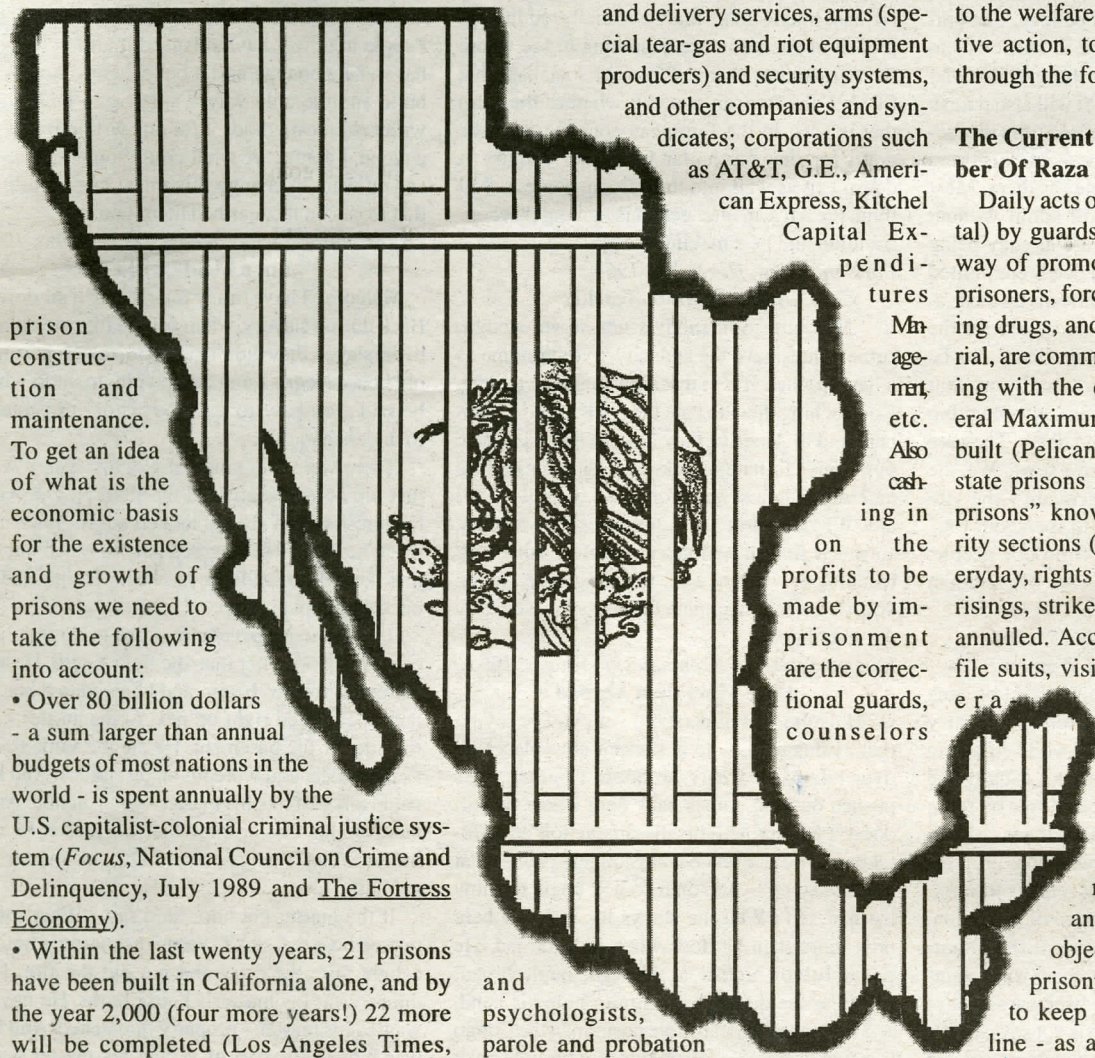 prison
construc-
tion and
maintenance.
To get an idea
of what is the
economic basis
for the existence
and growth of
prisons we need to
take the following
into account:
• Over 80 billion dollars
- a sum larger than annual
budgets of most nations in the
world - is spent annually by the
U.S. capitalist-colonial criminal justice sys-
tem (Focus, National Council on Crime and
Delinquency, July 1989 and The Fortress
Economy).
• Within the last twenty years, 21 prisons
have been built in California alone, and by
the year 2,000 (four more years!) 22 more
will be completed (Los Angeles Times,
and delivery services, arms (spe-
cial tear-gas and riot equipment
producers) and security systems,
and other companies and syn-
dicates; corporations such
as AT&T, G.E., Ameri-
can Express, Kitchel
Capital Ex-
pendi-
tures
Man-
age-
ment,
etc.
Also
cash-
ing in
on the
profits to be
made by im-
prisonment
are the correc-
tional guards,
counselors
and
psychologists,
parole and probation
to the welfare
tive action, to
through the fo
The Current
ber Of Raza
Daily acts o
tal) by guards
way of promo
prisoners, forc
ing drugs, and
rial, are comm
ing with the
eral Maximum
built (Pelican
state prisons
prisons" know
rity sections (
eryday, rights
risings, strike
annulled. Acc
file suits, visi
e r a -
an
obje
prison
to keep
line - as a